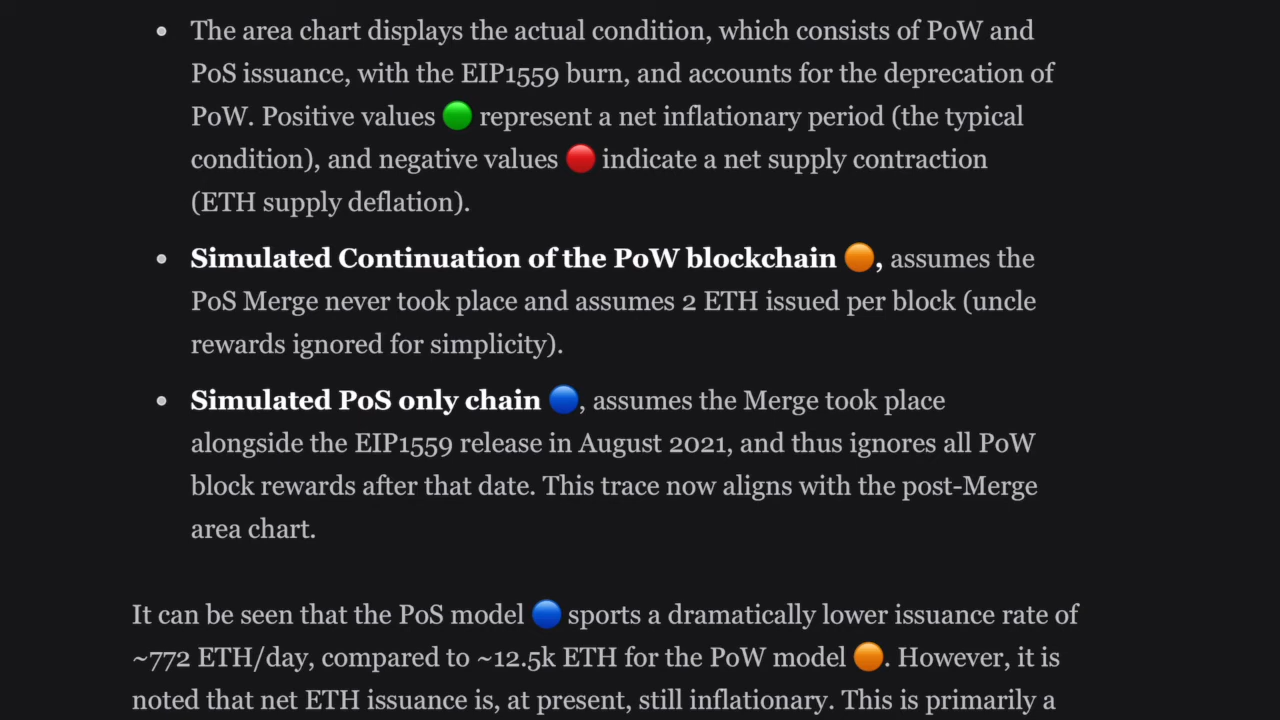 • The area chart displays the actual condition, which consists of PoW and
PoS issuance, with the EIP1559 burn, and accounts for the deprecation of
PoW. Positive values 🟢 represent a net inflationary period (the typical
condition), and negative values 🔴 indicate a net supply contraction
(ETH supply deflation).
• Simulated Continuation of the PoW blockchain 🟠, assumes the
PoS Merge never took place and assumes 2 ETH issued per block (uncle
rewards ignored for simplicity).
• Simulated PoS only chain 🔵, assumes the Merge took place
alongside the EIP1559 release in August 2021, and thus ignores all PoW
block rewards after that date. This trace now aligns with the post-Merge
area chart.
It can be seen that the PoS model 🔵 sports a dramatically lower issuance rate of
~772 ETH/day, compared to ~12.5k ETH for the PoW model 🟠. However, it is
noted that net ETH issuance is, at present, still inflationary. This is primarily a